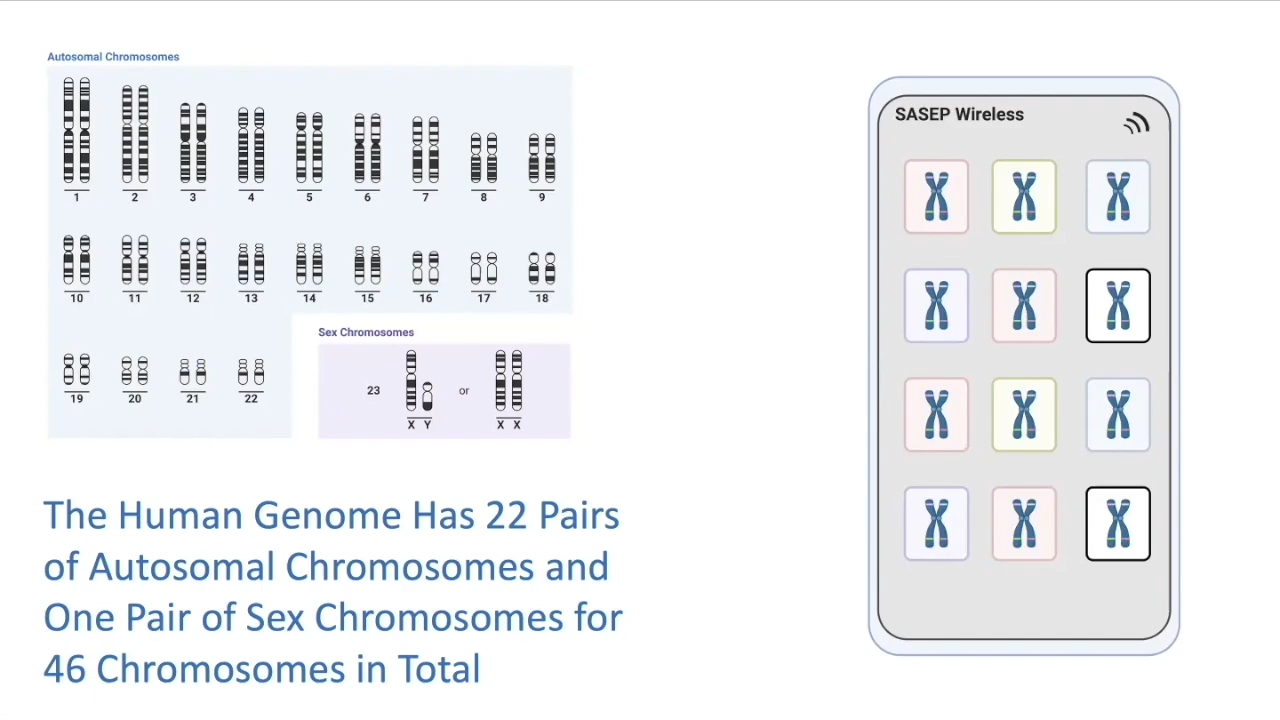 Autosomal Chromosomes
1 2 3 4 5 6 7 8 9
10 11 12 13 14 15 16 17 18
19 20 21 22
Sex Chromosomes
23 or
X Y X X
The Human Genome Has 22 Pairs
of Autosomal Chromosomes and
One Pair of Sex Chromosomes for
46 Chromosomes in Total
SASEP Wireless